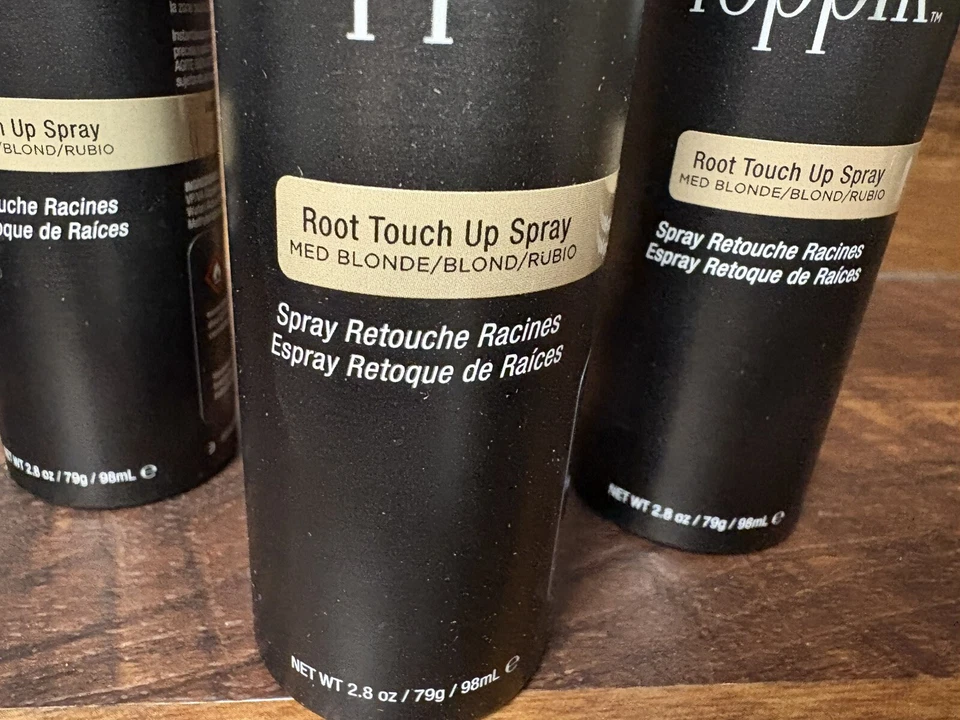 Up Spray
/BLOND/RUBIO
Racines
de Raíces
WT 2.8 oz / 79g / 98mL e
Root Touch Up Spray
MED BLONDE/BLOND/RUBIO
Spray Retouche Racines
Espray Retoque de Raíces
NET WT 2.8 oz / 79g / 98mL e
Toppik™
Root Touch Up Spray
MED BLONDE/BLOND/RUBIO
Spray Retouche Racines
Espray Retoque de Raíces
NET WT 2.8 oz / 79g / 98mL e